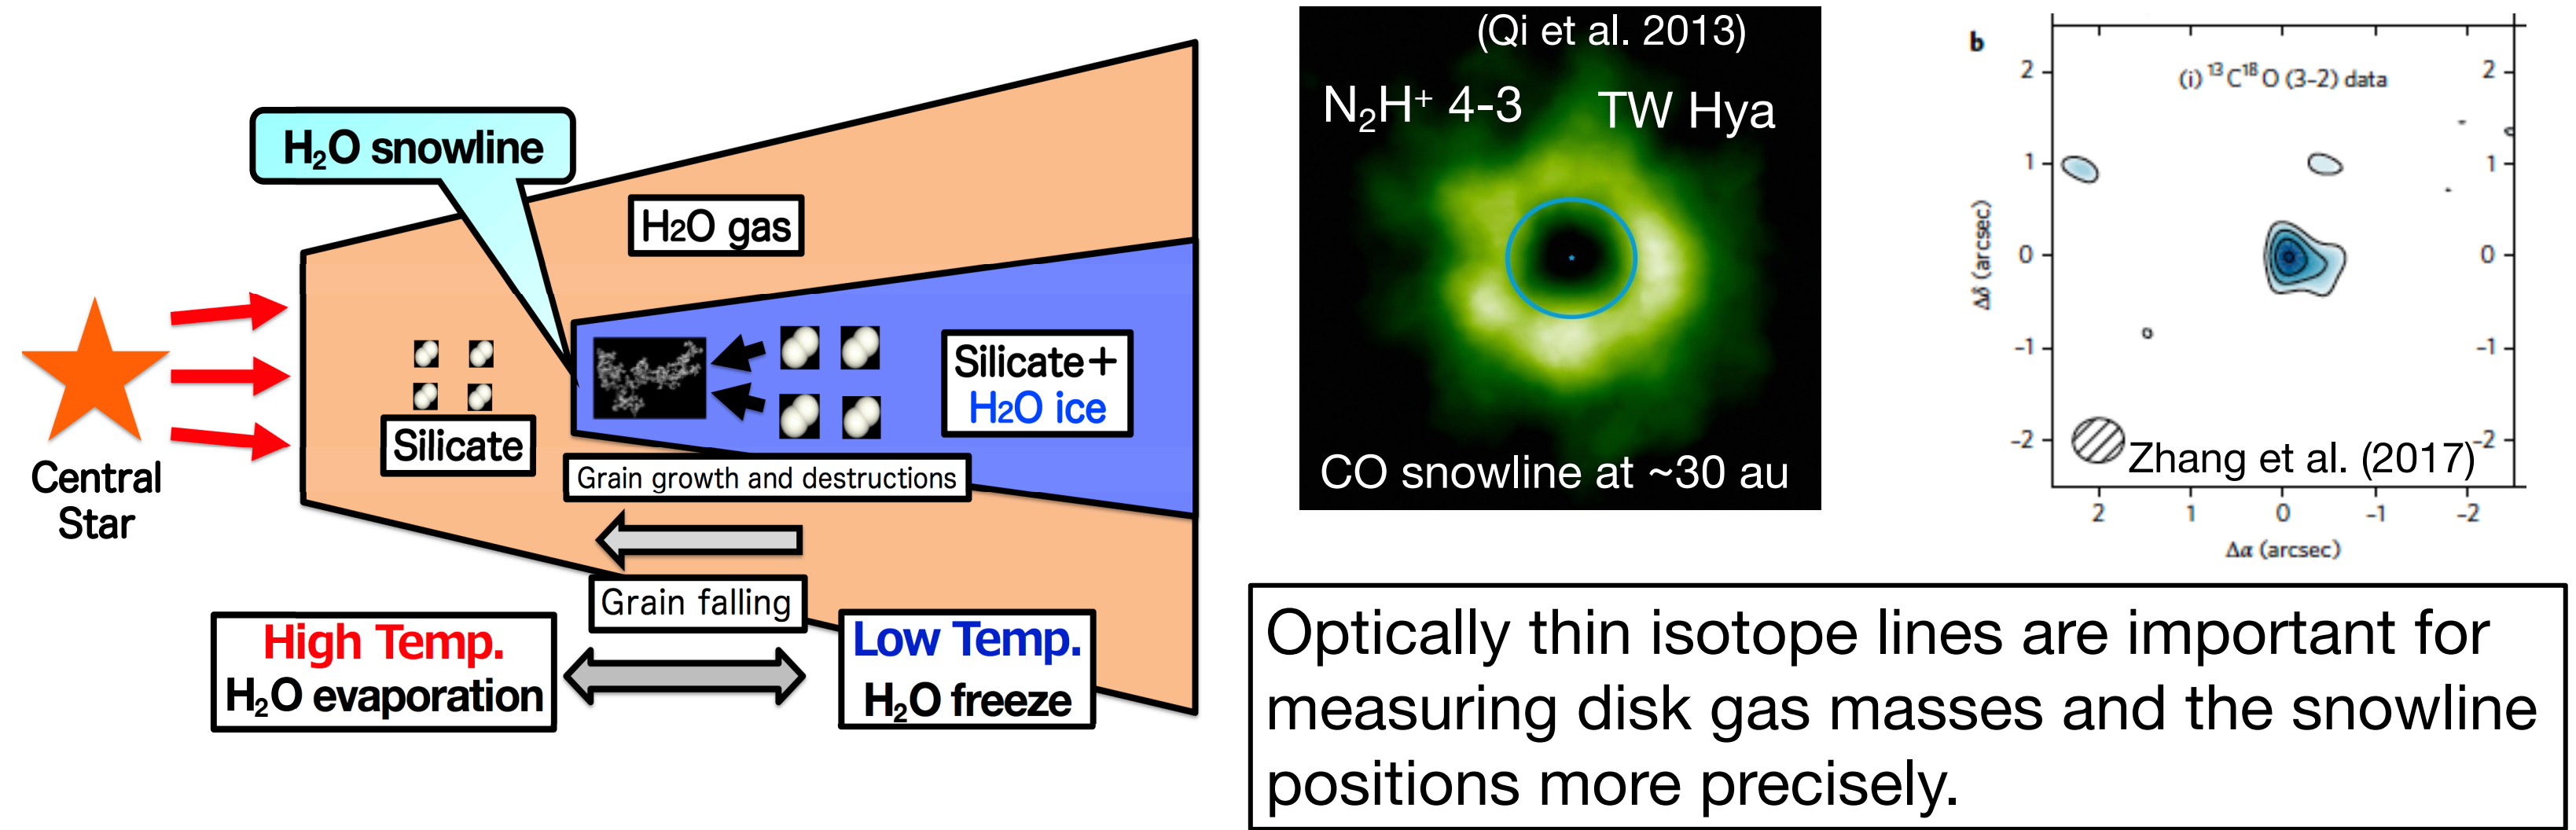 H₂O snowline
H₂O gas
Silicate
Silicate+
H₂O ice
Grain growth and destructions
Grain falling
Central
Star
High Temp.
H₂O evaporation
Low Temp.
H₂O freeze
(Qi et al. 2013)
N₂H⁺ 4-3 TW Hya
CO snowline at ~30 au
b
(i) ¹³C¹⁸O (3–2) data
2
1
0
–1
–2
Δδ (arcsec)
2
1
0
–1
–2
Zhang et al. (2017)
2 1 0 –1 –2
Δα (arcsec)
Optically thin isotope lines are important for
measuring disk gas masses and the snowline
positions more precisely.